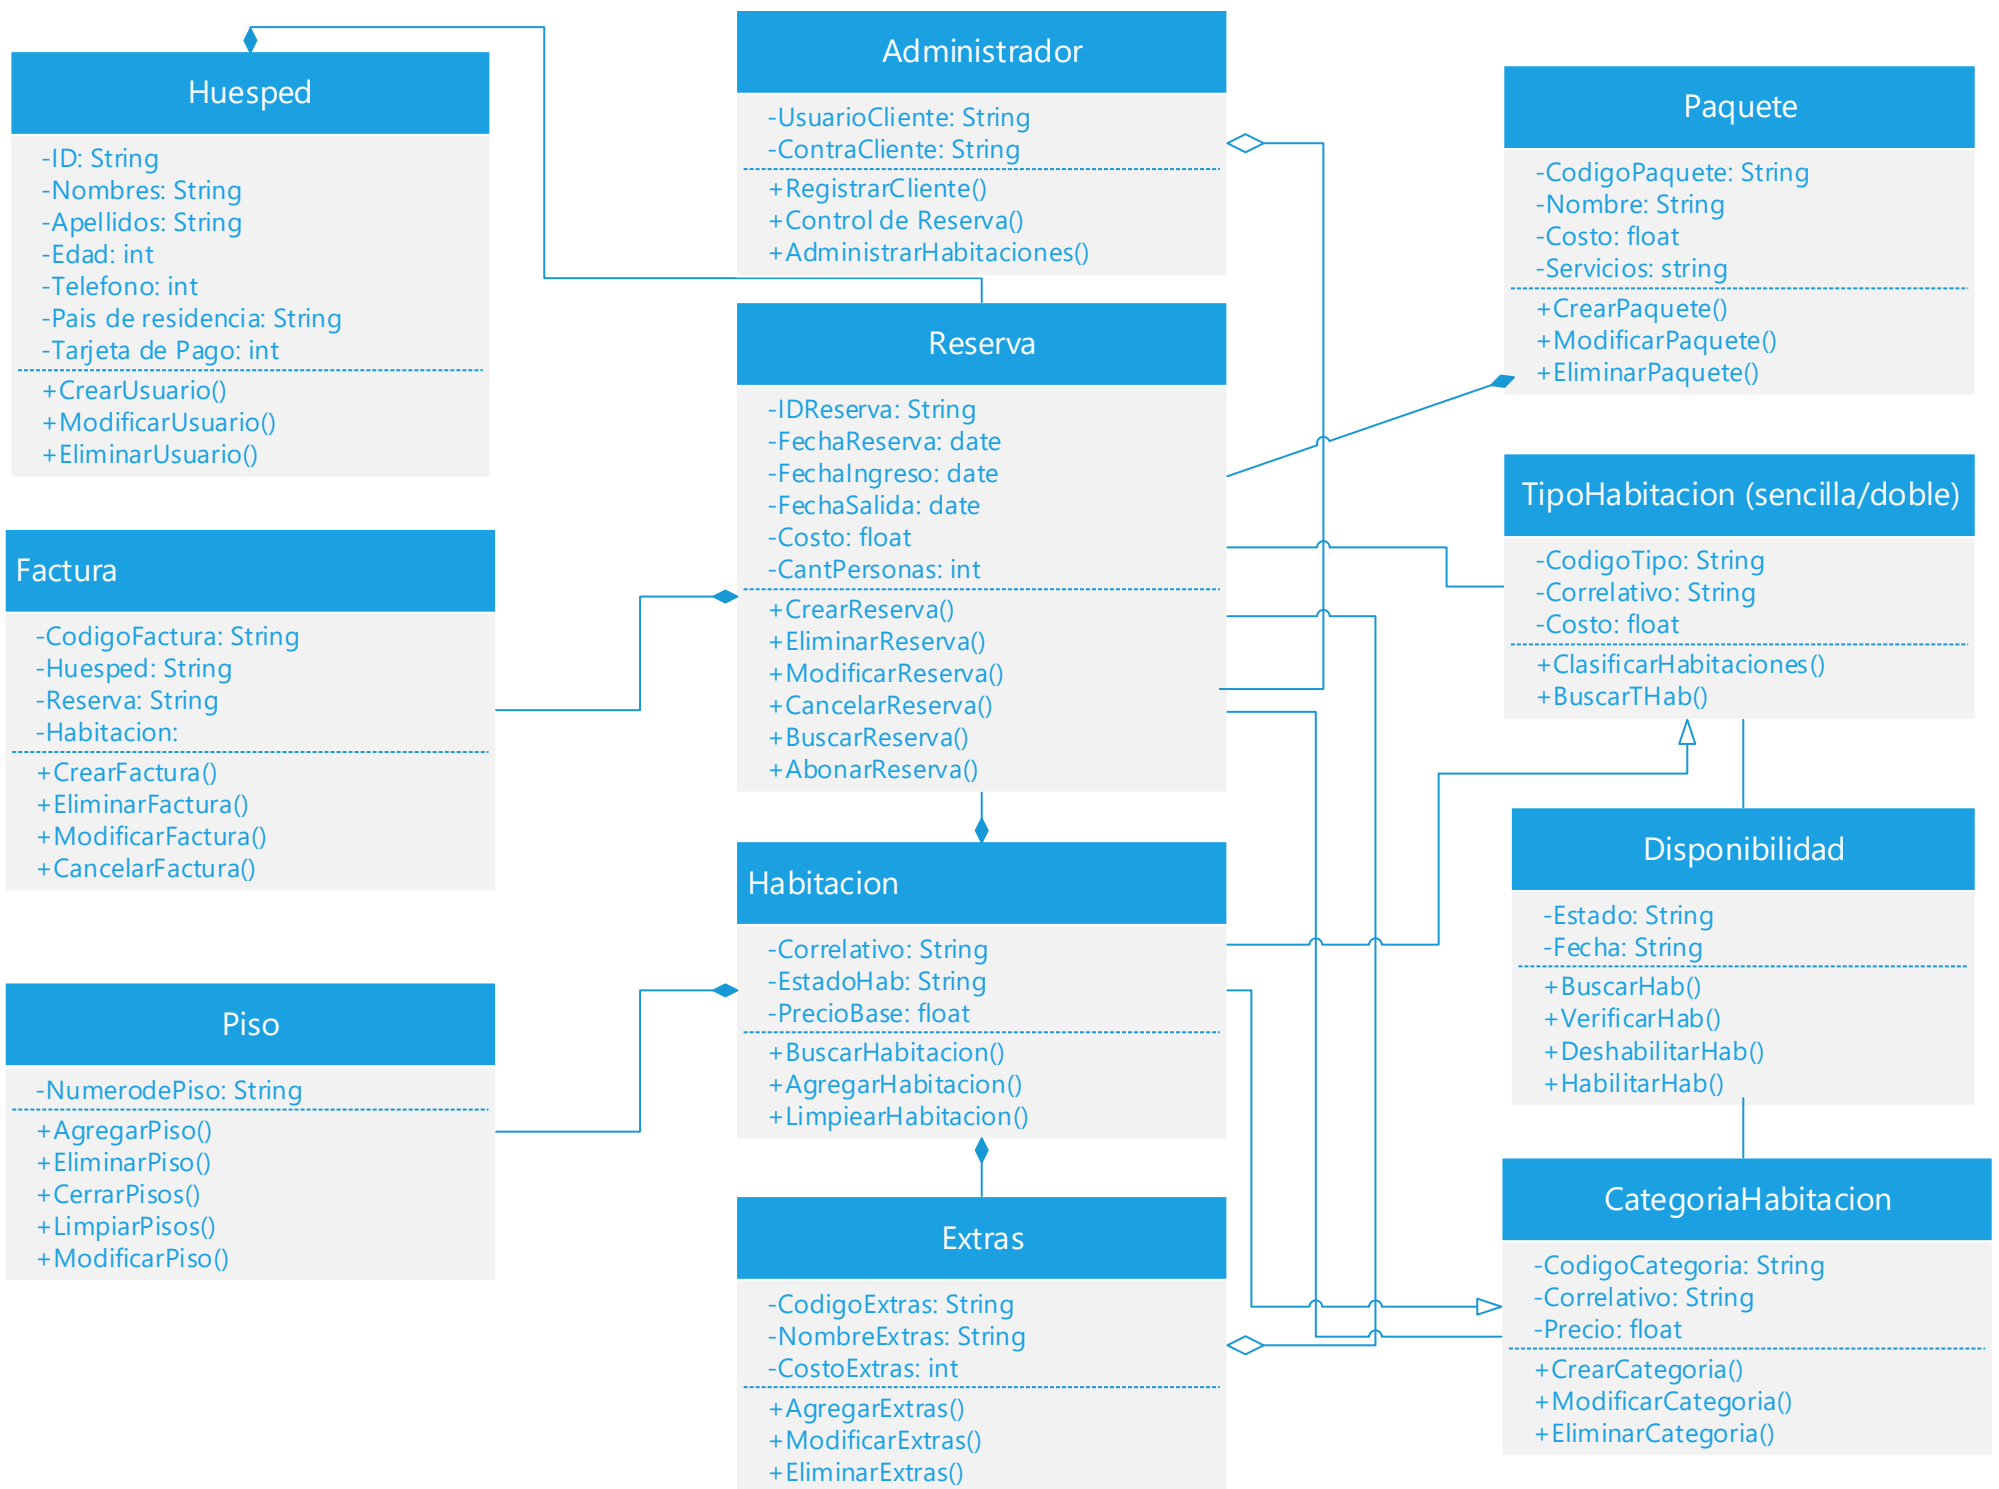 Huesped
-ID: String
-Nombres: String
-Apellidos: String
-Edad: int
-Telefono: int
-Pais de residencia: String
-Tarjeta de Pago: int
+CrearUsuario()
+ModificarUsuario()
+EliminarUsuario()
Administrador
-UsuarioCliente: String
-ContraCliente: String
+RegistrarCliente()
+Control de Reserva()
+AdministrarHabitaciones()
Paquete
-CodigoPaquete: String
-Nombre: String
-Costo: float
-Servicios: string
+CrearPaquete()
+ModificarPaquete()
+EliminarPaquete()
Reserva
-IDReserva: String
-FechaReserva: date
-FechaIngreso: date
-FechaSalida: date
-Costo: float
-CantPersonas: int
+CrearReserva()
+EliminarReserva()
+ModificarReserva()
+CancelarReserva()
+BuscarReserva()
+AbonarReserva()
TipoHabitacion (sencilla/doble)
-CodigoTipo: String
-Correlativo: String
-Costo: float
+ClasificarHabitaciones()
+BuscarTHab()
Factura
-CodigoFactura: String
-Huesped: String
-Reserva: String
-Habitacion:
+CrearFactura()
+EliminarFactura()
+ModificarFactura()
+CancelarFactura()
Habitacion
-Correlativo: String
-EstadoHab: String
-PrecioBase: float
+BuscarHabitacion()
+AgregarHabitacion()
+LimpiearHabitacion()
Disponibilidad
-Estado: String
-Fecha: String
+BuscarHab()
+VerificarHab()
+DeshabilitarHab()
+HabilitarHab()
Piso
-NumerodePiso: String
+AgregarPiso()
+EliminarPiso()
+CerrarPisos()
+LimpiarPisos()
+ModificarPiso()
Extras
-CodigoExtras: String
-NombreExtras: String
-CostoExtras: int
+AgregarExtras()
+ModificarExtras()
+EliminarExtras()
CategoriaHabitacion
-CodigoCategoria: String
-Correlativo: String
-Precio: float
+CrearCategoria()
+ModificarCategoria()
+EliminarCategoria()